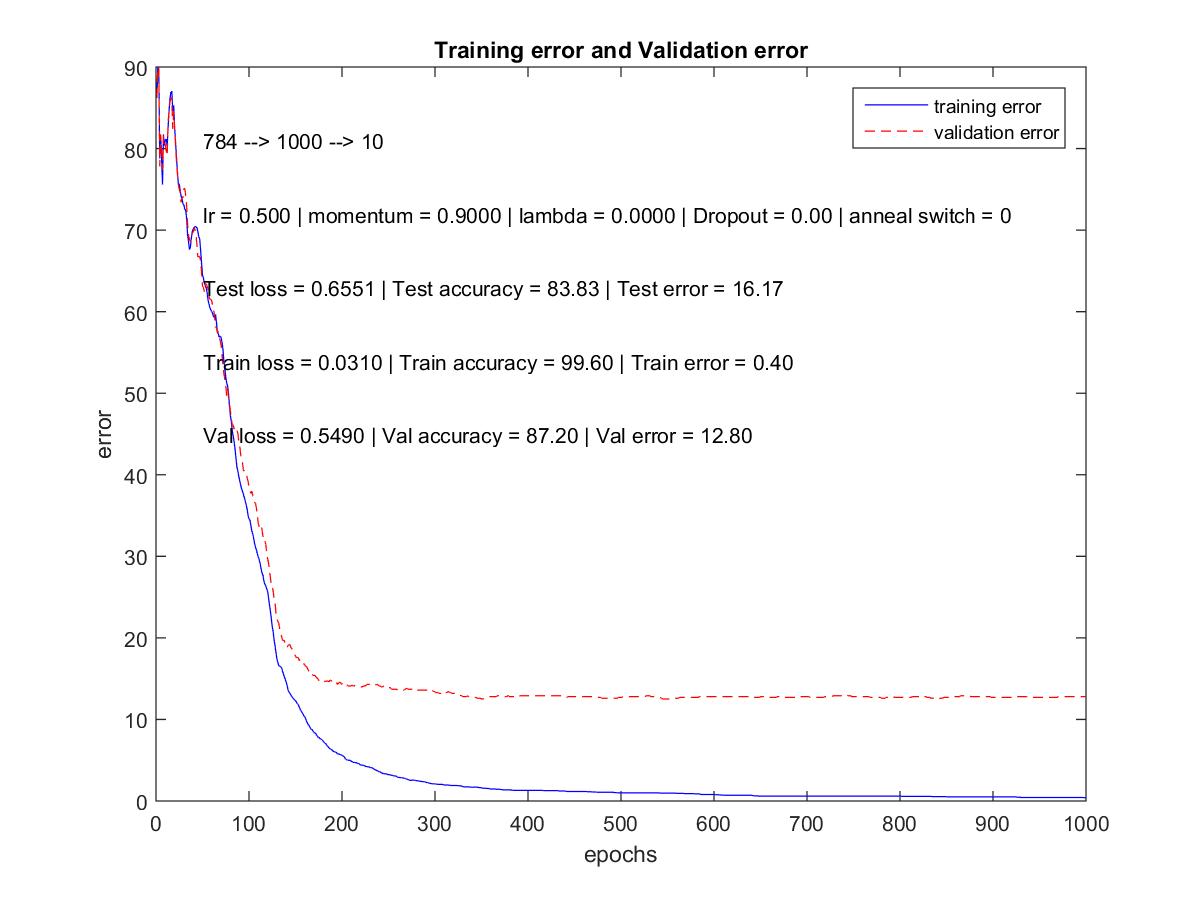 Training error and Validation error
90
training error
validation error
784 --> 1000 --> 10
80
lr = 0.500 | momentum = 0.9000 | lambda = 0.0000 | Dropout = 0.00 | anneal switch = 0
70
Test loss = 0.6551 | Test accuracy = 83.83 | Test error = 16.17
60
Train loss = 0.0310 | Train accuracy = 99.60 | Train error = 0.40
50
Val loss = 0.5490 | Val accuracy = 87.20 | Val error = 12.80
error
40
30
20
10
0
0 100 200 300 400 500 600 700 800 900 1000
epochs